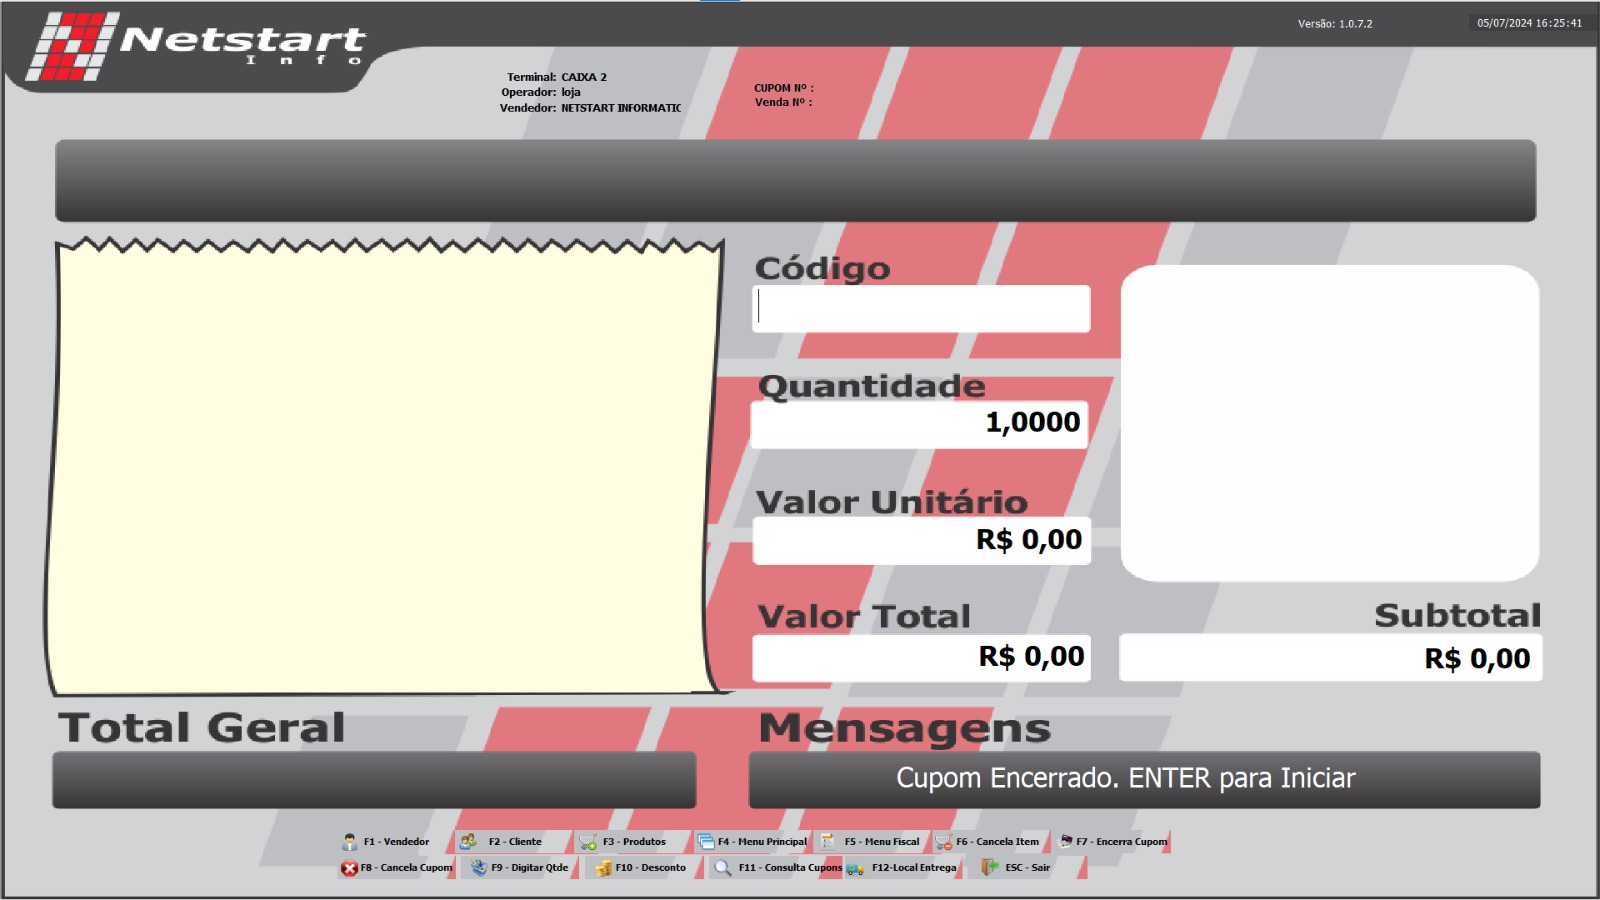 Netstart
Info
Versão: 1.0.7.2
05/07/2024 16:25:41
Terminal: CAIXA 2
Operador: loja
Vendedor: NETSTART INFORMATIC
CUPOM Nº :
Venda Nº :
Código
Quantidade
1,0000
Valor Unitário
R$ 0,00
Valor Total
R$ 0,00
Subtotal
R$ 0,00
Total Geral
Mensagens
Cupom Encerrado. ENTER para Iniciar
F1 - Vendedor
F2 - Cliente
F3 - Produtos
F4 - Menu Principal
F5 - Menu Fiscal
F6 - Cancela Item
F7 - Encerra Cupom
F8 - Cancela Cupom
F9 - Digitar Qtde
F10 - Desconto
F11 - Consulta Cupons
F12-Local Entrega
ESC - Sair